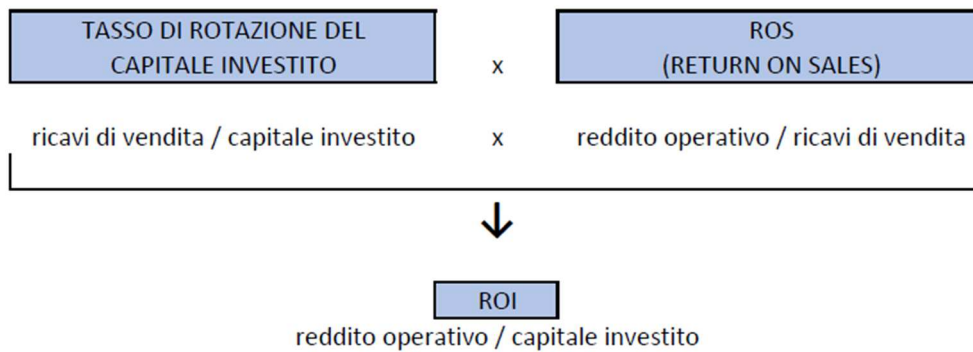 TASSO DI ROTAZIONE DEL
CAPITALE INVESTITO
x
ROS
(RETURN ON SALES)
ricavi di vendita / capitale investito
x
reddito operativo / ricavi di vendita
ROI
reddito operativo / capitale investito